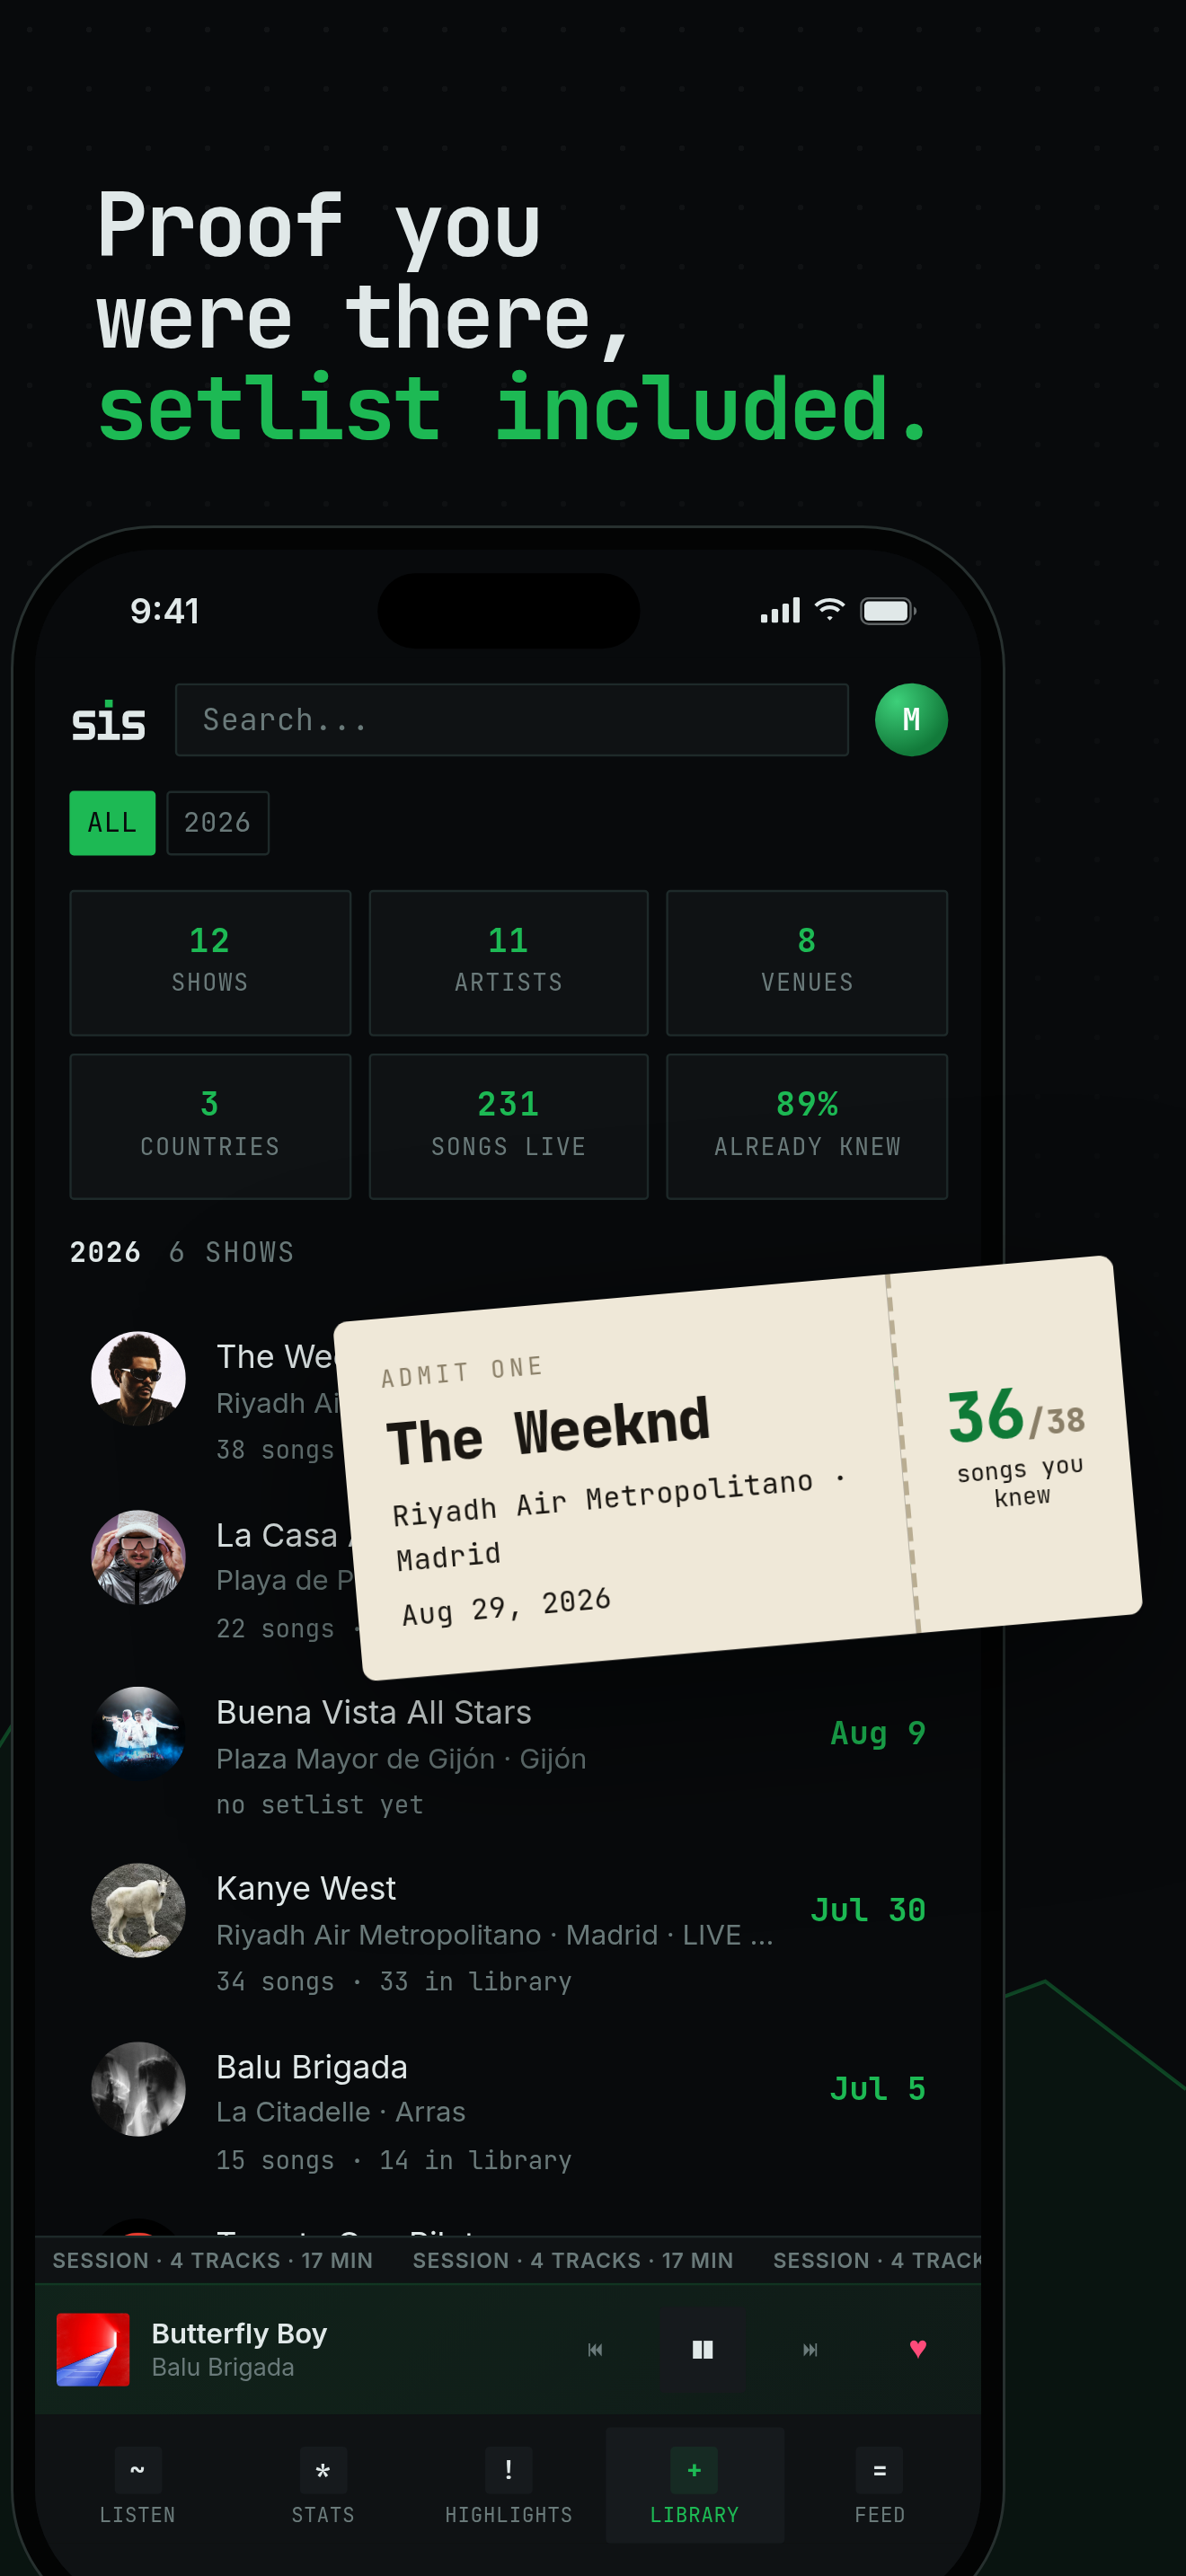 Proof you
were there,
setlist included.
9:41
sis
Search...
M
ALL
2026
12
SHOWS
11
ARTISTS
8
VENUES
3
COUNTRIES
231
SONGS LIVE
89%
ALREADY KNEW
2026 6 SHOWS
The We
Riyadh Ai
38 songs
ADMIT ONE
The Weeknd
Riyadh Air Metropolitano ·
Madrid
Aug 29, 2026
36/38
songs you
knew
La Casa
Playa de P
22 songs ·
Buena Vista All Stars
Plaza Mayor de Gijón · Gijón
no setlist yet
Aug 9
Kanye West
Riyadh Air Metropolitano · Madrid · LIVE ...
34 songs · 33 in library
Jul 30
Balu Brigada
La Citadelle · Arras
15 songs · 14 in library
Jul 5
SESSION · 4 TRACKS · 17 MIN SESSION · 4 TRACKS · 17 MIN SESSION · 4 TRACK
Butterfly Boy
Balu Brigada
~
LISTEN
*
STATS
!
HIGHLIGHTS
+
LIBRARY
=
FEED